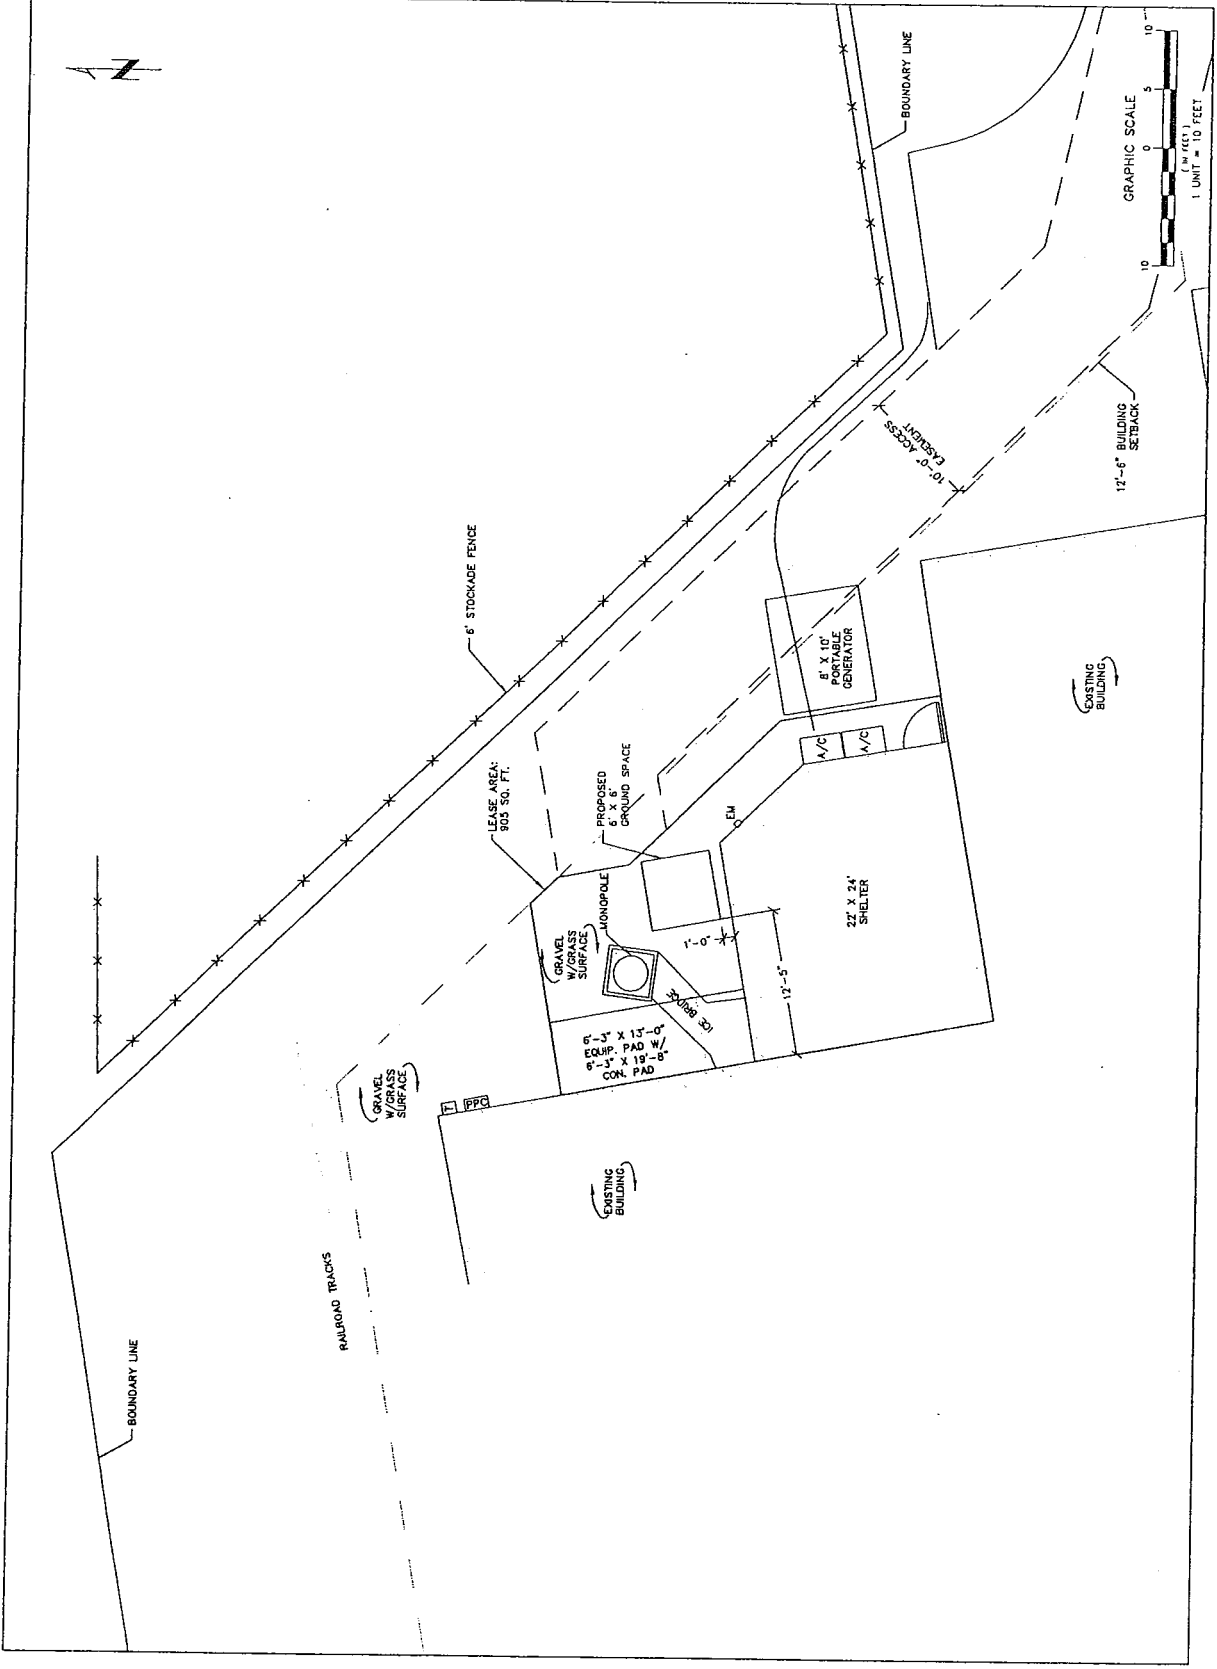 N
BOUNDARY LINE
RAILROAD TRACKS
GRAVEL
W/GRASS
SURFACE
T
PPC
EXISTING
BUILDING
6'-3" X 13'-0"
EQUIP. PAD W/
6'-3" X 19'-8"
CON. PAD
ICE BRIDGE
GRAVEL
W/GRASS
SURFACE
MONOPOLE
LEASE AREA:
905 SQ. FT.
PROPOSED
6' X 6'
GROUND SPACE
1'-0"
12'-5"
EM
22' X 24'
SHELTER
A/C
A/C
6' STOCKADE FENCE
8' X 10'
PORTABLE
GENERATOR
EXISTING
BUILDING
10'-0" ACCESS
EASEMENT
12'-6" BUILDING
SETBACK
BOUNDARY LINE
GRAPHIC SCALE
10
0
5
10
( IN FEET )
1 UNIT = 10 FEET